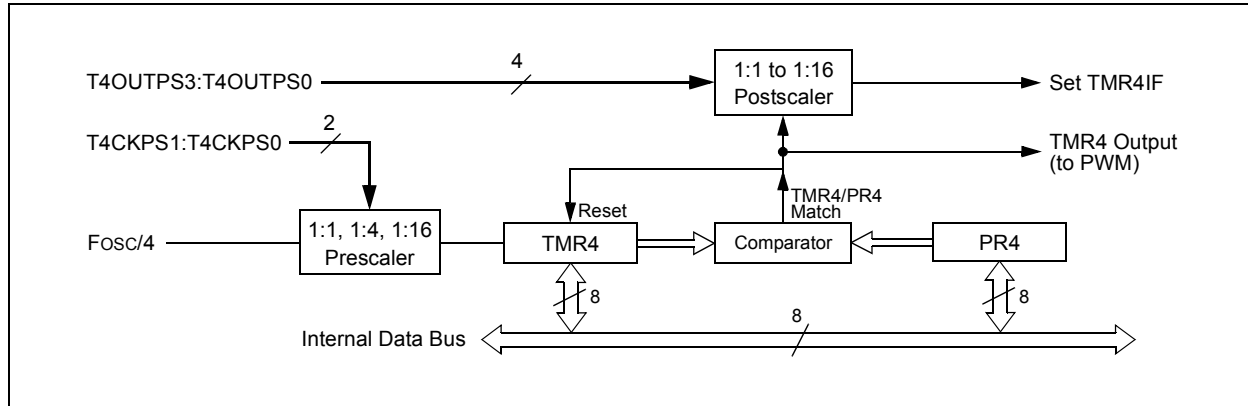 T4OUTPS3:T4OUTPS0
4
1:1 to 1:16
Postscaler
Set TMR4IF
T4CKPS1:T4CKPS0
2
TMR4 Output
(to PWM)
TMR4/PR4
Match
Reset
FOSC/4
1:1, 1:4, 1:16
Prescaler
TMR4
Comparator
PR4
8
8
8
Internal Data Bus